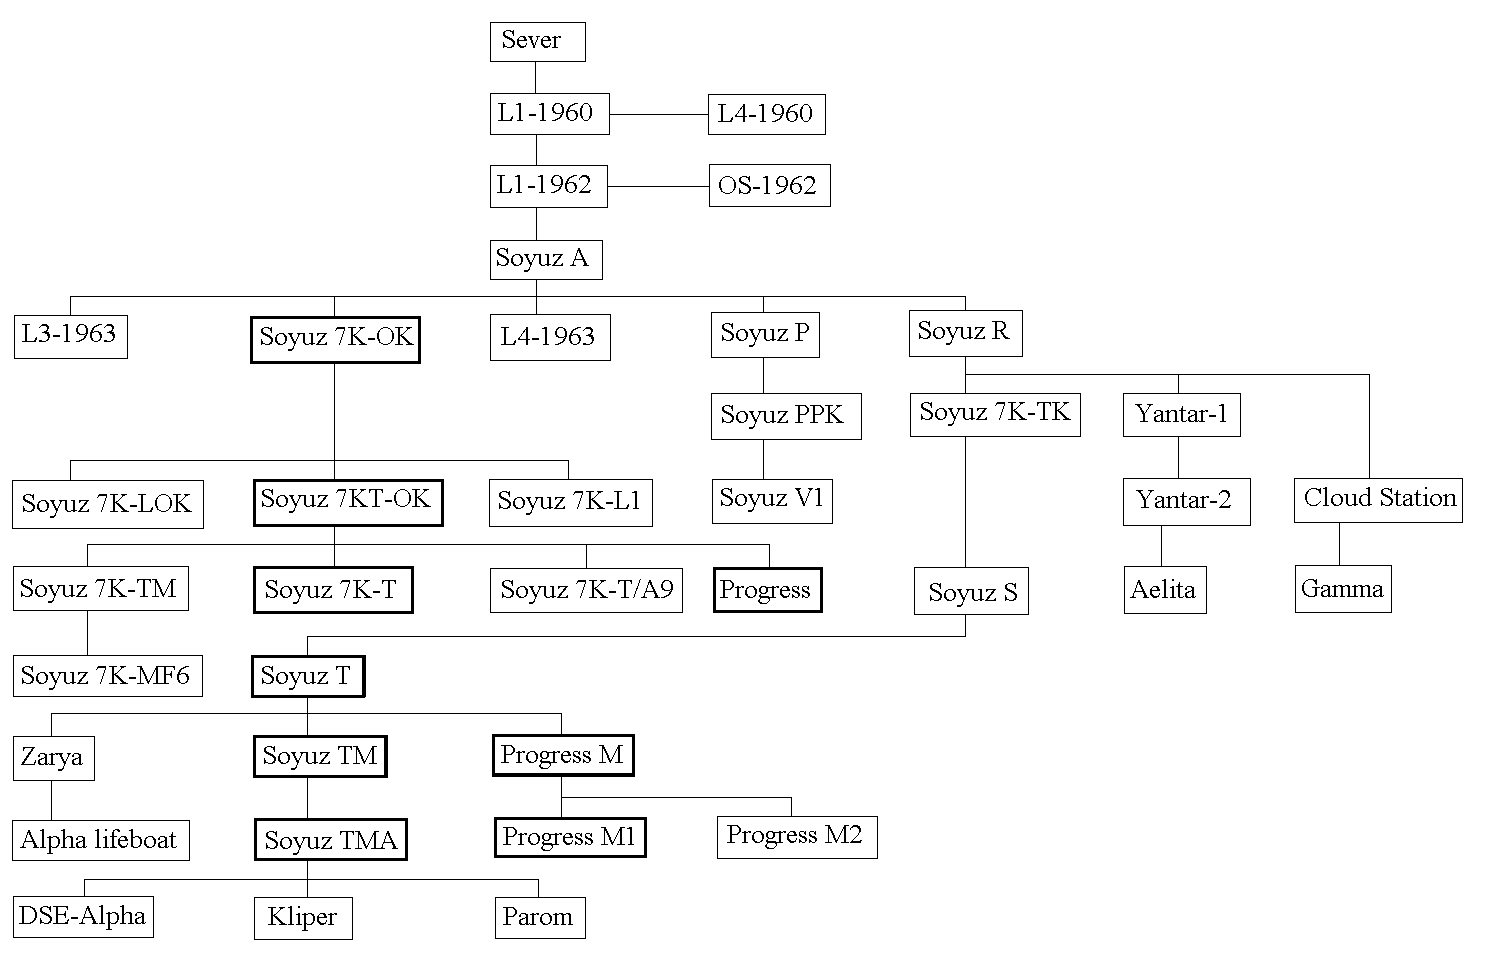 Sever
L1-1960
L4-1960
L1-1962
OS-1962
Soyuz A
L3-1963
Soyuz 7K-OK
L4-1963
Soyuz P
Soyuz R
Soyuz PPK
Soyuz 7K-TK
Yantar-1
Soyuz 7K-LOK
Soyuz 7KT-OK
Soyuz 7K-L1
Soyuz V1
Yantar-2
Cloud Station
Soyuz 7K-TM
Soyuz 7K-T
Soyuz 7K-T/A9
Progress
Soyuz S
Aelita
Gamma
Soyuz 7K-MF6
Soyuz T
Zarya
Soyuz TM
Progress M
Alpha lifeboat
Soyuz TMA
Progress M1
Progress M2
DSE-Alpha
Kliper
Parom